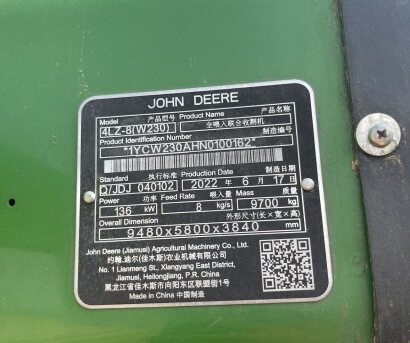 JOHN DEERE
Model 产品型号 Product Name 产品名称
4LZ-8(W230) 全喂入联合收割机
Product Identification Number 制造编号
*1YCW230AHN0100162*
Standard 执行标准 Production Date 制造日期
Q/JDJ 040102 2022 年 6 月 17 日
Power 功率 Feed Rate 喂入量 Mass 质量
136 kW 8 kg/s 9700 kg
Overall Dimension 外形尺寸(长×宽×高)
9480x5800x3840 mm
John Deere (Jiamusi) Agricultural Machinery Co., Ltd.
约翰.迪尔(佳木斯)农业机械有限公司
No. 1 Lianmeng St., Xiangyang East District,
Jiamusi, Heilongjiang, P.R. China
黑龙江省佳木斯市向阳东区联盟街1号
Made in China 中国制造